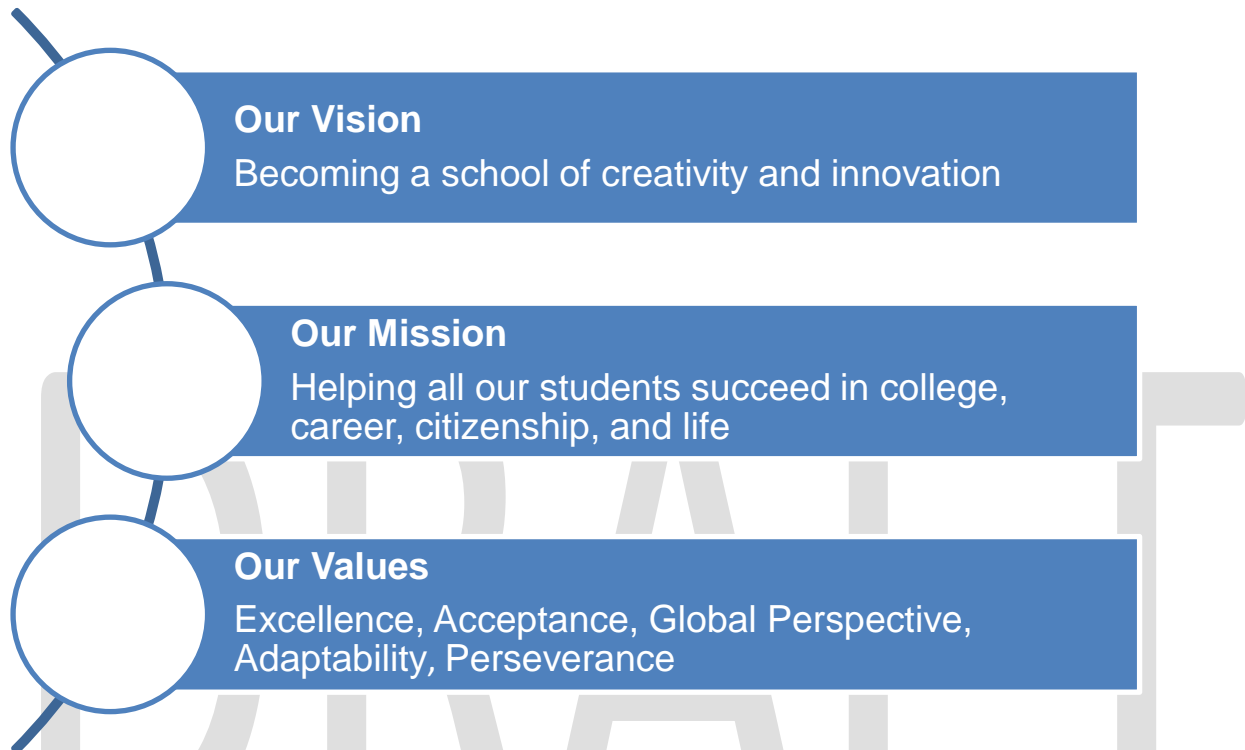 Our Vision
Becoming a school of creativity and innovation
Our Mission
Helping all our students succeed in college,
career, citizenship, and life
Our Values
Excellence, Acceptance, Global Perspective,
Adaptability, Perseverance
DRAFT